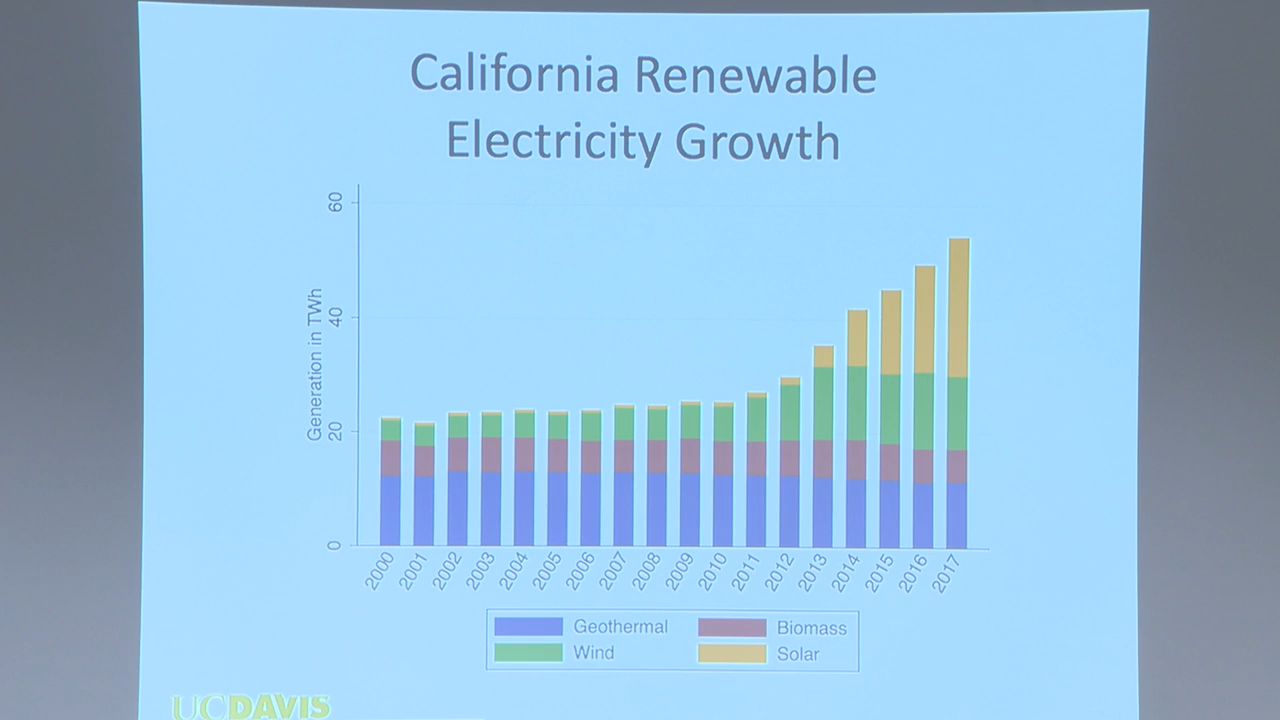 California Renewable
Electricity Growth
Generation in TWh
60
40
20
0
2000
2001
2002
2003
2004
2005
2006
2007
2008
2009
2010
2011
2012
2013
2014
2015
2016
2017
Geothermal
Biomass
Wind
Solar
UCDAVIS